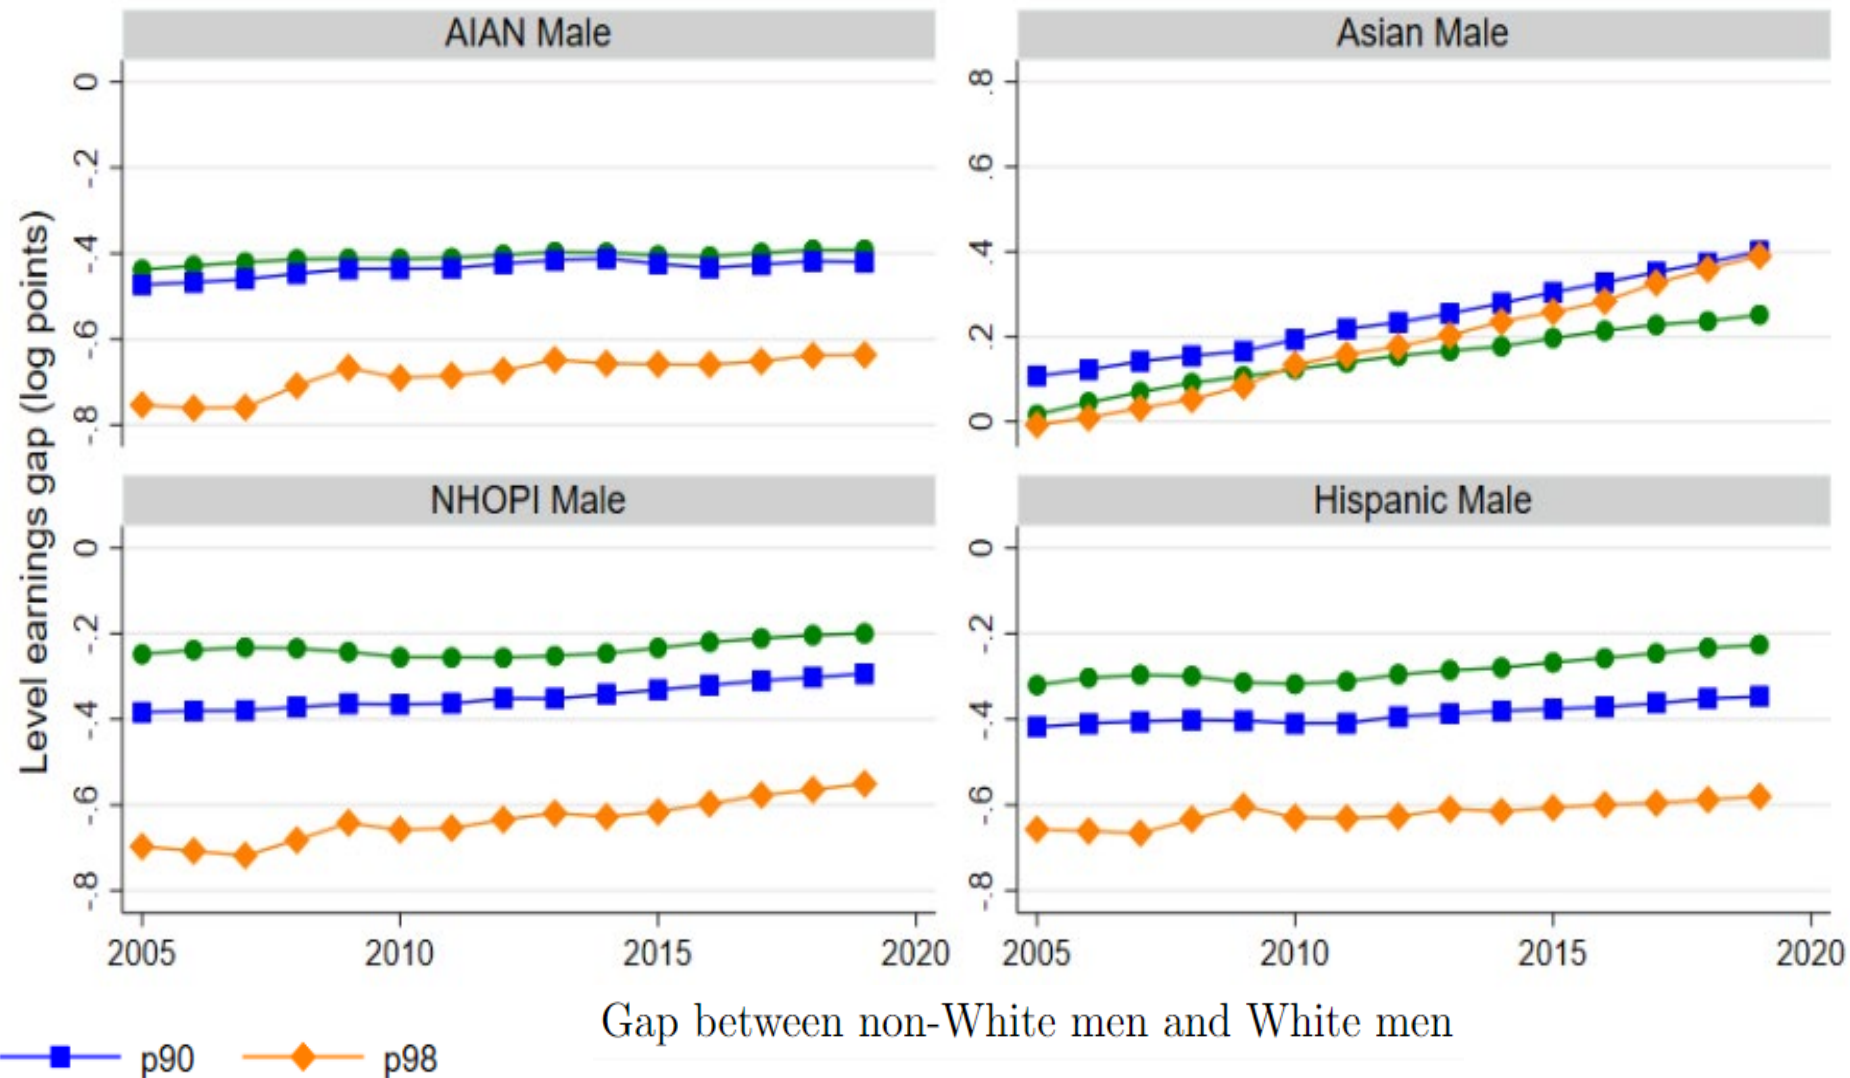 AIAN Male
Asian Male
Level earnings gap (log points)
0
-.2
-.4
-.6
-.8
.8
.6
.4
.2
0
NHOPI Male
Hispanic Male
0
-.2
-.4
-.6
-.8
0
-.2
-.4
-.6
-.8
2005 2010 2015 2020
2005 2010 2015 2020
Gap between non-White men and White men
p90 p98